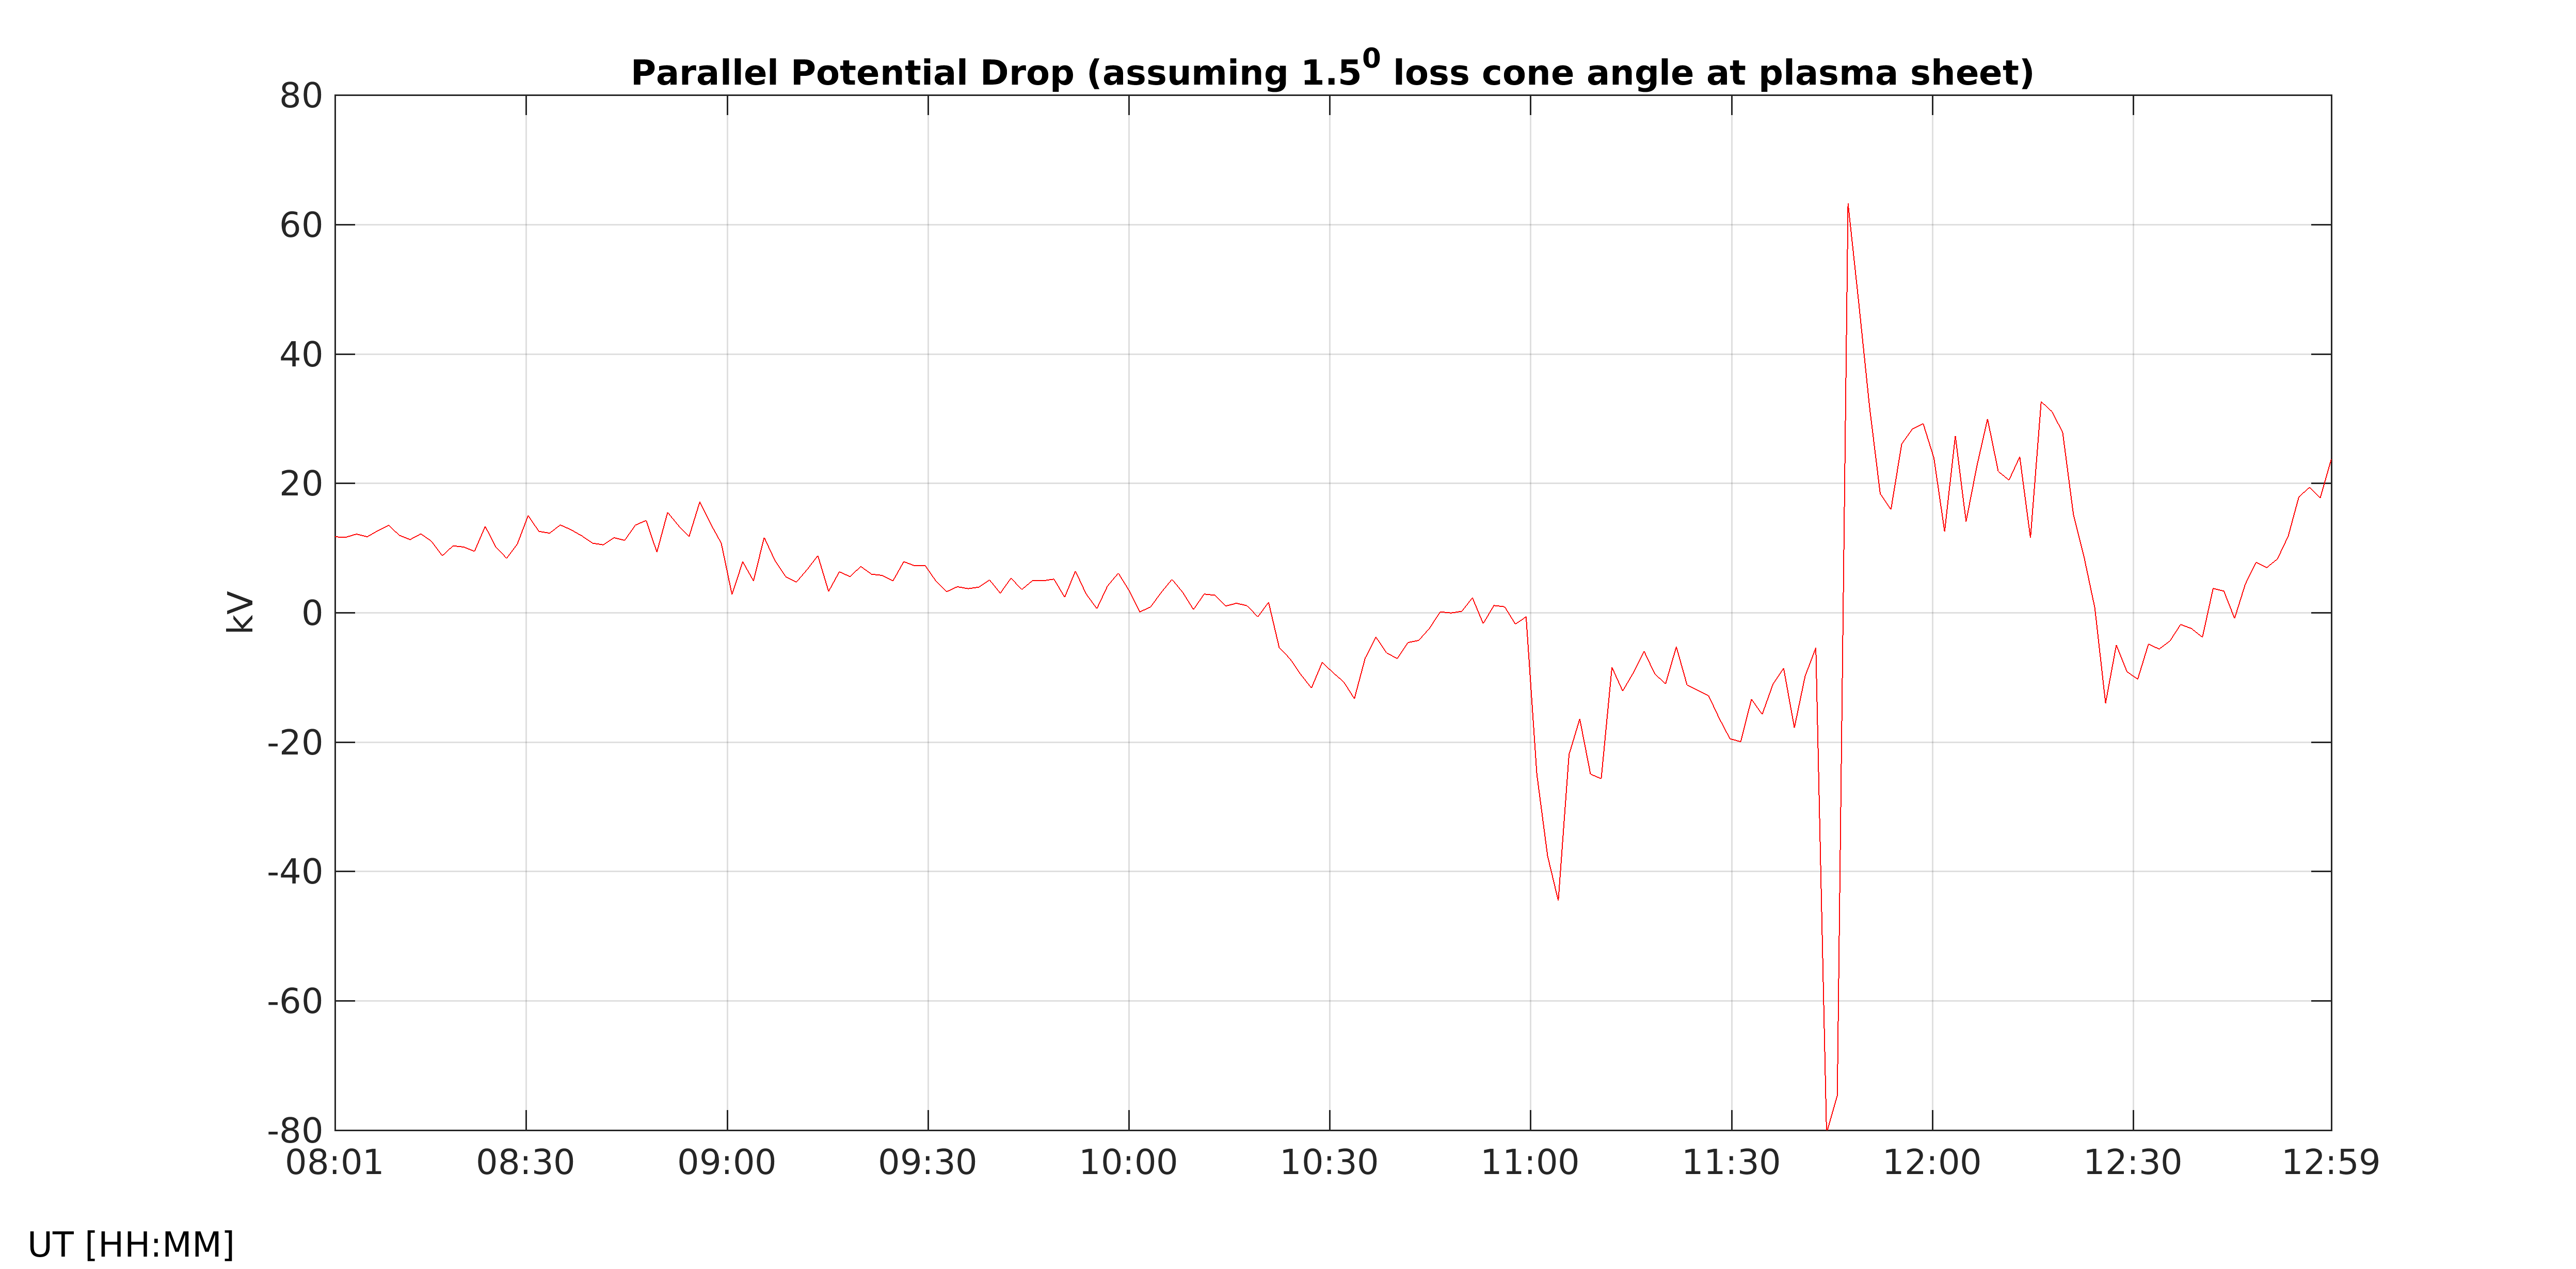 Parallel Potential Drop (assuming 1.5⁰ loss cone angle at plasma sheet)
80
60
40
20
0
-20
-40
-60
-80
kV
08:01 08:30 09:00 09:30 10:00 10:30 11:00 11:30 12:00 12:30 12:59
UT [HH:MM]